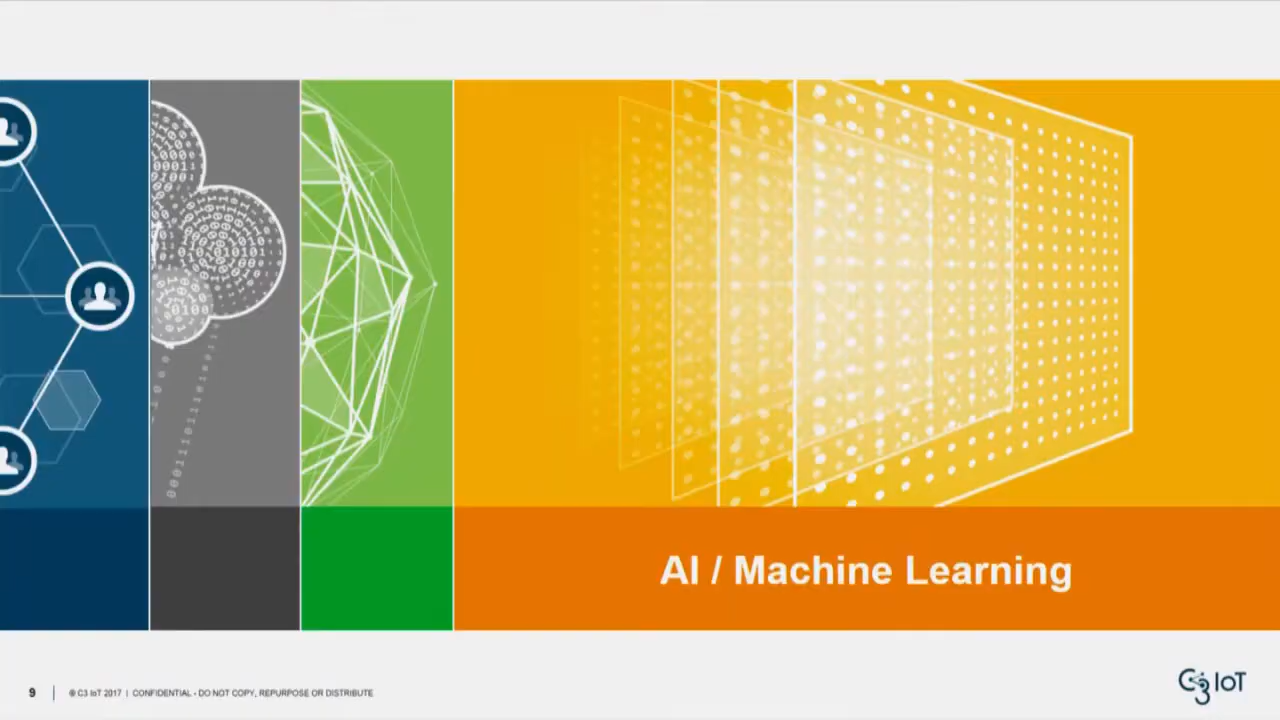 AI / Machine Learning
9 | © C3 IoT 2017 | CONFIDENTIAL - DO NOT COPY, REPURPOSE OR DISTRIBUTE
C3 IoT